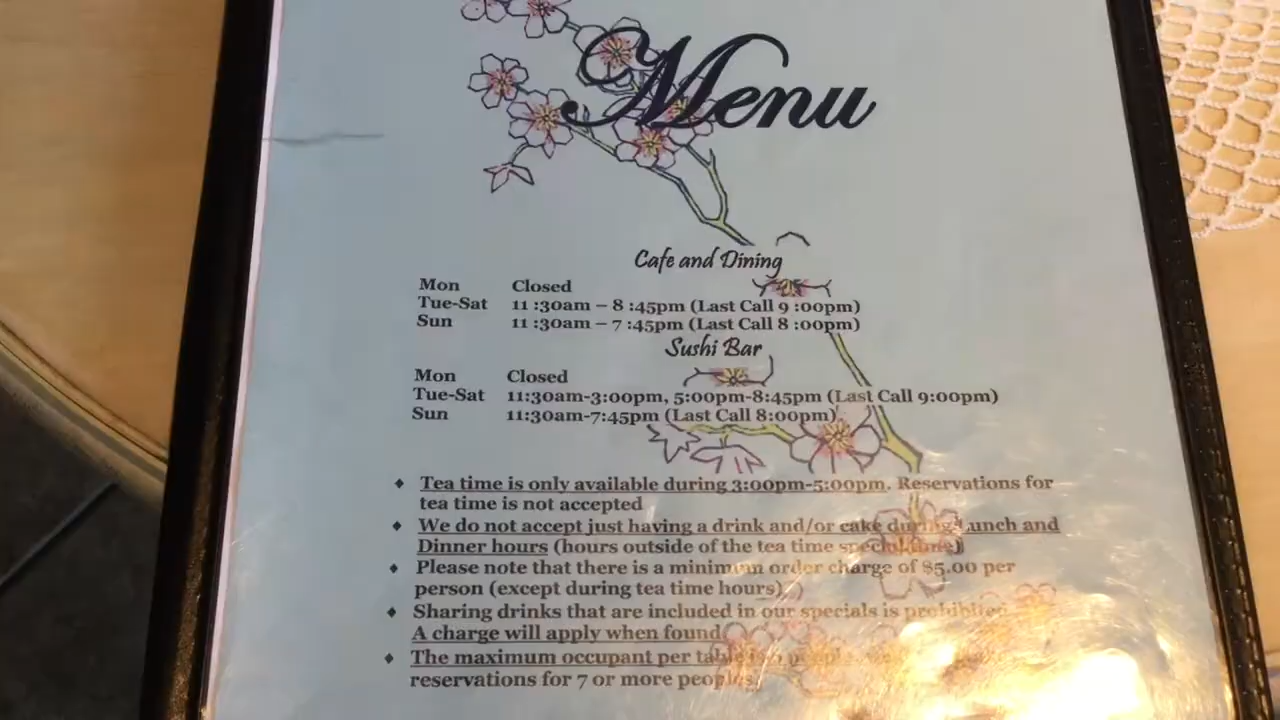 Menu
Cafe and Dining
Mon Closed
Tue-Sat 11 :30am – 8 :45pm (Last Call 9 :00pm)
Sun 11 :30am – 7 :45pm (Last Call 8 :00pm)
Sushi Bar
Mon Closed
Tue-Sat 11:30am-3:00pm, 5:00pm-8:45pm (Last Call 9:00pm)
Sun 11:30am-7:45pm (Last Call 8:00pm)
♦ Tea time is only available during 3:00pm-5:00pm. Reservations for
tea time is not accepted
♦ We do not accept just having a drink and/or cake during Lunch and
Dinner hours (hours outside of the tea time special time))
♦ Please note that there is a minimum order charge of $5.00 per
person (except during tea time hours)
♦ Sharing drinks that are included in our specials is prohibited
A charge will apply when found
♦ The maximum occupant per table is
reservations for 7 or more peoples.